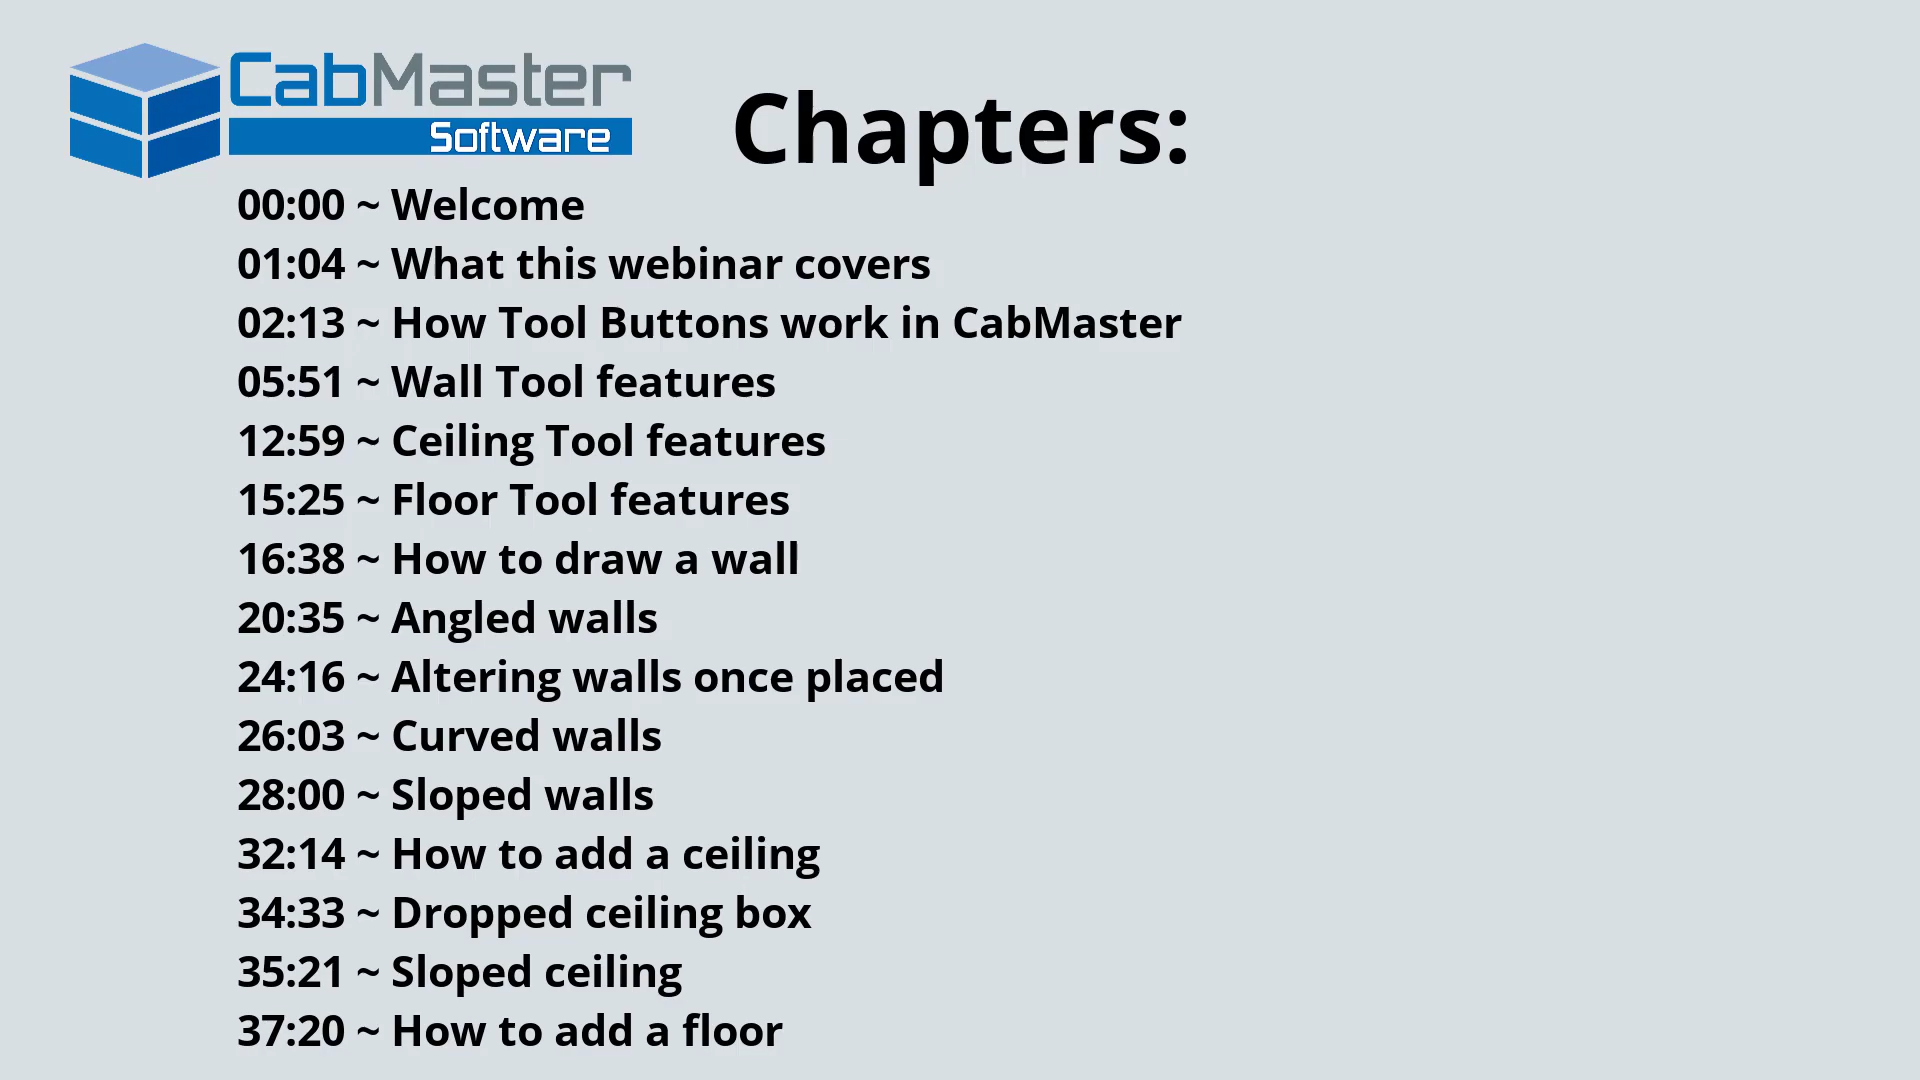 CabMaster
Software
Chapters:
00:00 ~ Welcome
01:04 ~ What this webinar covers
02:13 ~ How Tool Buttons work in CabMaster
05:51 ~ Wall Tool features
12:59 ~ Ceiling Tool features
15:25 ~ Floor Tool features
16:38 ~ How to draw a wall
20:35 ~ Angled walls
24:16 ~ Altering walls once placed
26:03 ~ Curved walls
28:00 ~ Sloped walls
32:14 ~ How to add a ceiling
34:33 ~ Dropped ceiling box
35:21 ~ Sloped ceiling
37:20 ~ How to add a floor